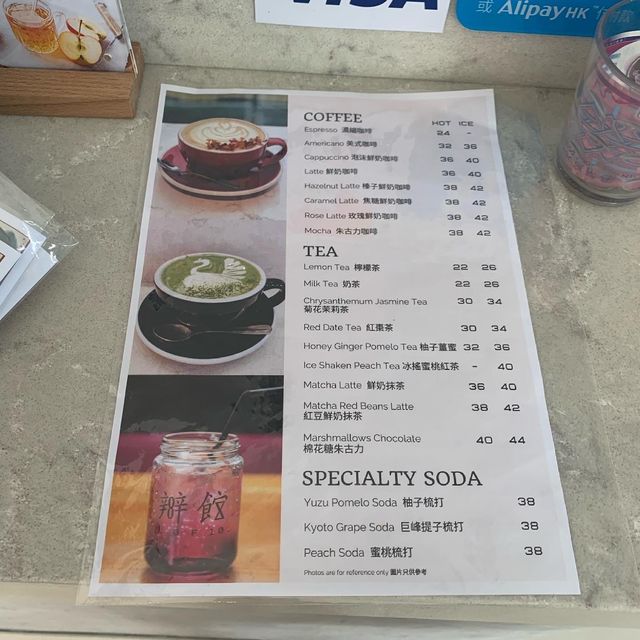 VISA
或 AlipayHK 付款
COFFEE HOT ICE
Espresso 濃縮咖啡 24 -
Americano 美式咖啡 32 36
Cappuccino 泡沫鮮奶咖啡 36 40
Latte 鮮奶咖啡 36 40
Hazelnut Latte 榛子鮮奶咖啡 38 42
Caramel Latte 焦糖鮮奶咖啡 38 42
Rose Latte 玫瑰鮮奶咖啡 38 42
Mocha 朱古力咖啡 38 42
TEA
Lemon Tea 檸檬茶 22 26
Milk Tea 奶茶 22 26
Chrysanthemum Jasmine Tea 30 34
菊花茉莉茶
Red Date Tea 紅棗茶 30 34
Honey Ginger Pomelo Tea 柚子薑蜜 32 36
Ice Shaken Peach Tea 冰搖蜜桃紅茶 - 40
Matcha Latte 鮮奶抹茶 36 40
Matcha Red Beans Latte 38 42
紅豆鮮奶抹茶
Marshmallows Chocolate 40 44
棉花糖朱古力
SPECIALTY SODA
Yuzu Pomelo Soda 柚子梳打 38
Kyoto Grape Soda 巨峰提子梳打 38
Peach Soda 蜜桃梳打 38
Photos are for reference only 圖片只供參考